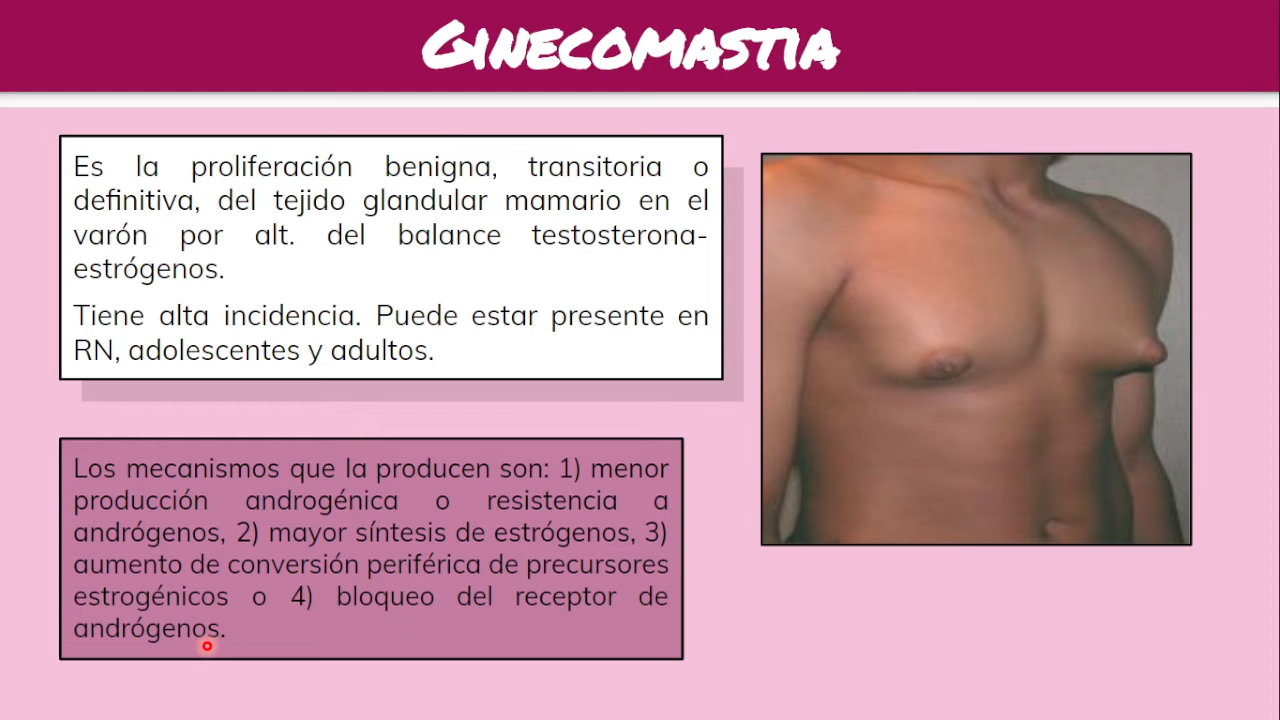 GINECOMASTIA
Es la proliferación benigna, transitoria o
definitiva, del tejido glandular mamario en el
varón por alt. del balance testosterona-
estrógenos.
Tiene alta incidencia. Puede estar presente en
RN, adolescentes y adultos.
Los mecanismos que la producen son: 1) menor
producción androgénica o resistencia a
andrógenos, 2) mayor síntesis de estrógenos, 3)
aumento de conversión periférica de precursores
estrogénicos o 4) bloqueo del receptor de
andrógenos.